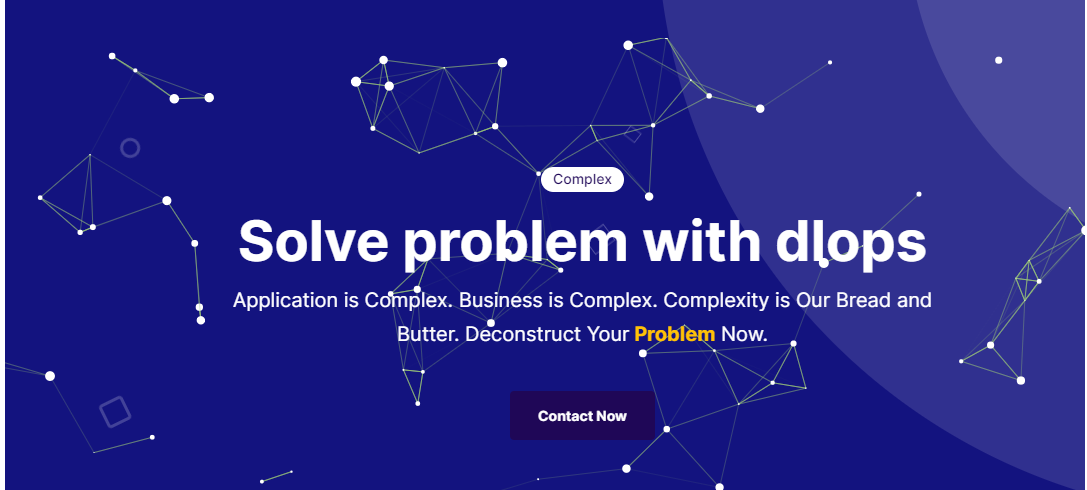 Complex
Solve problem with dlops
Application is Complex. Business is Complex. Complexity is Our Bread and
Butter. Deconstruct Your Problem Now.
Contact Now